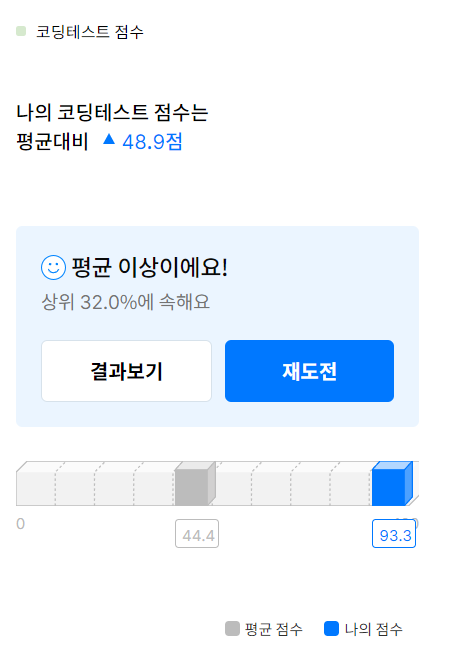 코딩테스트 점수
나의 코딩테스트 점수는
평균대비 ▲ 48.9점
평균 이상이에요!
상위 32.0%에 속해요
결과보기 재도전
0
44.4 93.3
평균 점수 나의 점수